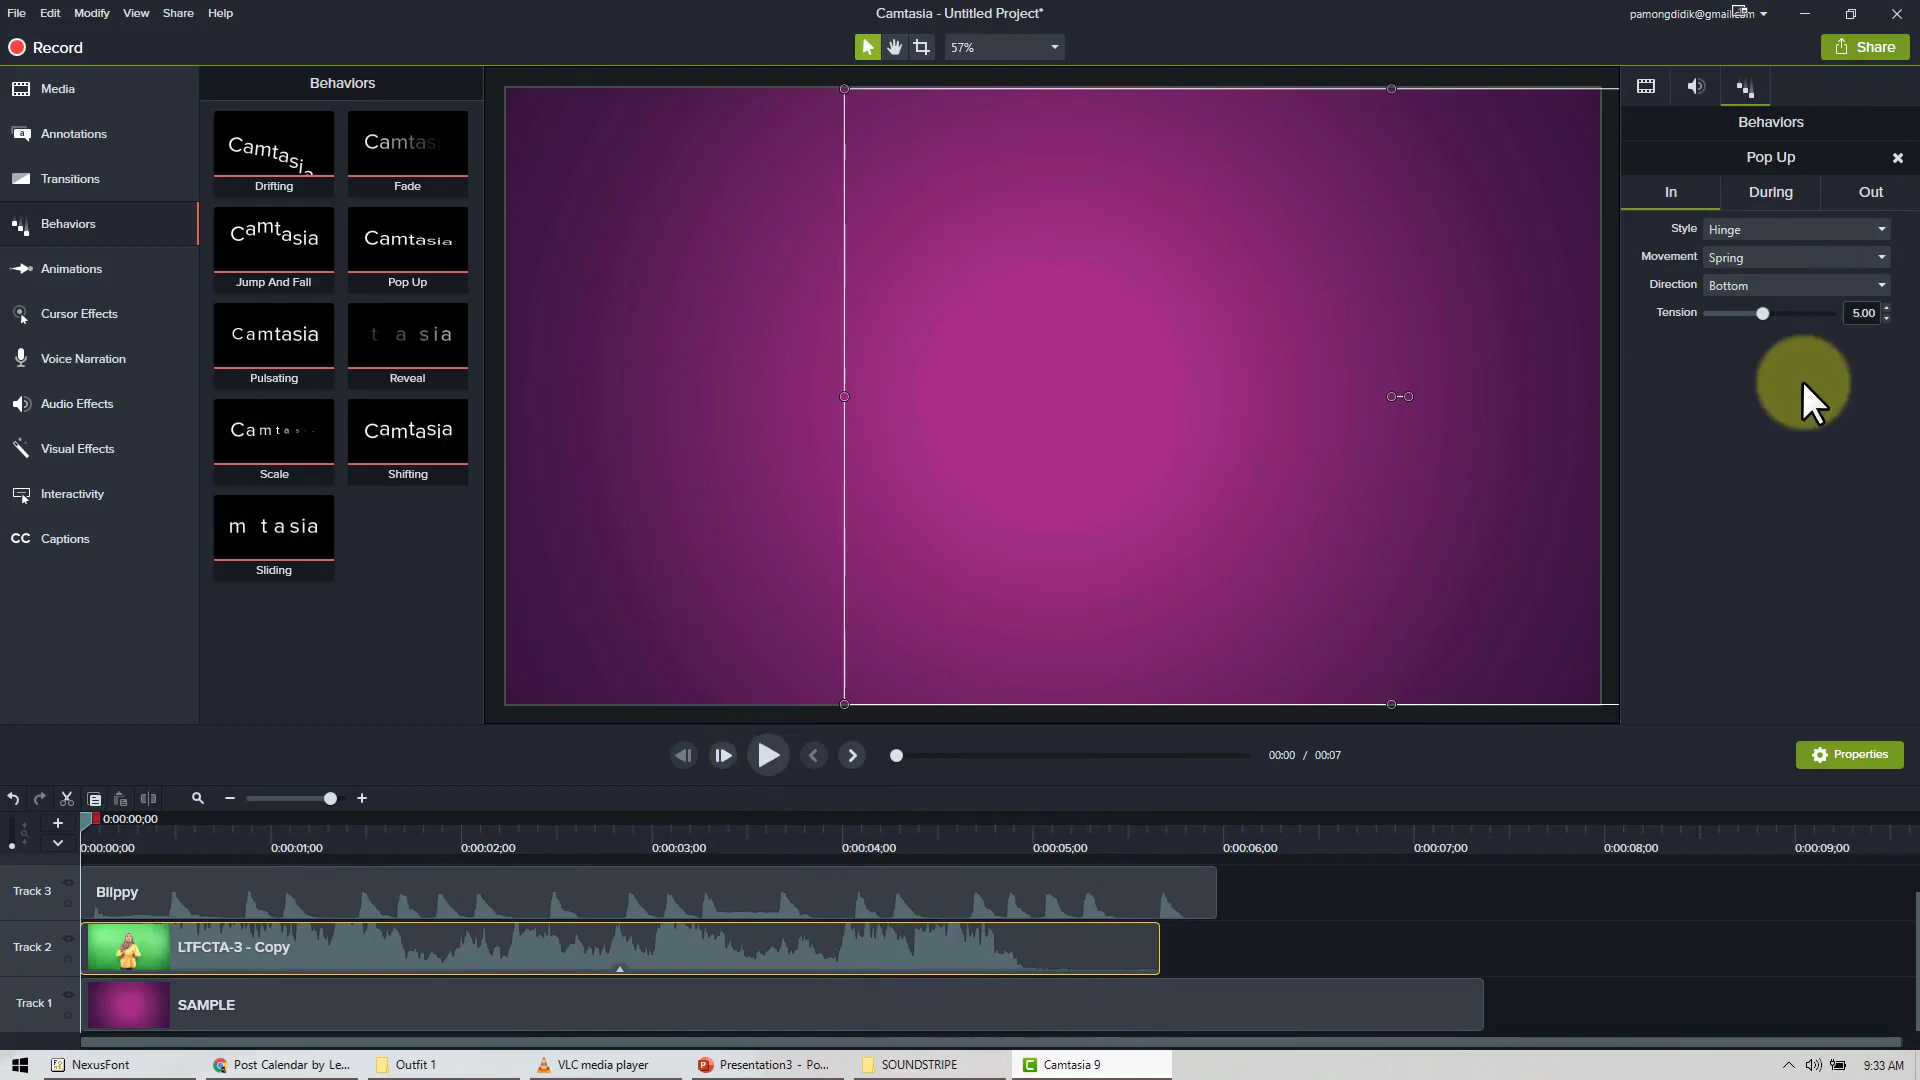 File Edit Modify View Share Help
Camtasia - Untitled Project*
Record
57%
Share
Media
Annotations
Transitions
Behaviors
Animations
Cursor Effects
Voice Narration
Audio Effects
Visual Effects
Interactivity
CC Captions
Behaviors
Camtasia Camtas
Drifting Fade
Camtasia Camtasia
Jump And Fall Pop Up
Camtasia t a sia
Pulsating Reveal
Camtas Camtasia
Scale Shifting
m t a sia
Sliding
Behaviors
Pop Up
In During Out
Style Hinge
Movement Spring
Direction Bottom
Tension 5.00
00:00 / 00:07
Properties
0:00:00;00
0:00:00;00 0:00:01;00 0:00:02;00 0:00:03;00 0:00:04;00 0:00:05;00 0:00:06;00 0:00:07;00 0:00:08;00 0:00:09;00
Track 3 Blippy
Track 2 LTFCTA-3 - Copy
Track 1 SAMPLE
NexusFont Post Calendar by Le... Outfit 1 VLC media player Presentation3 - Po... SOUNDSTRIPE Camtasia 9 9:33 AM